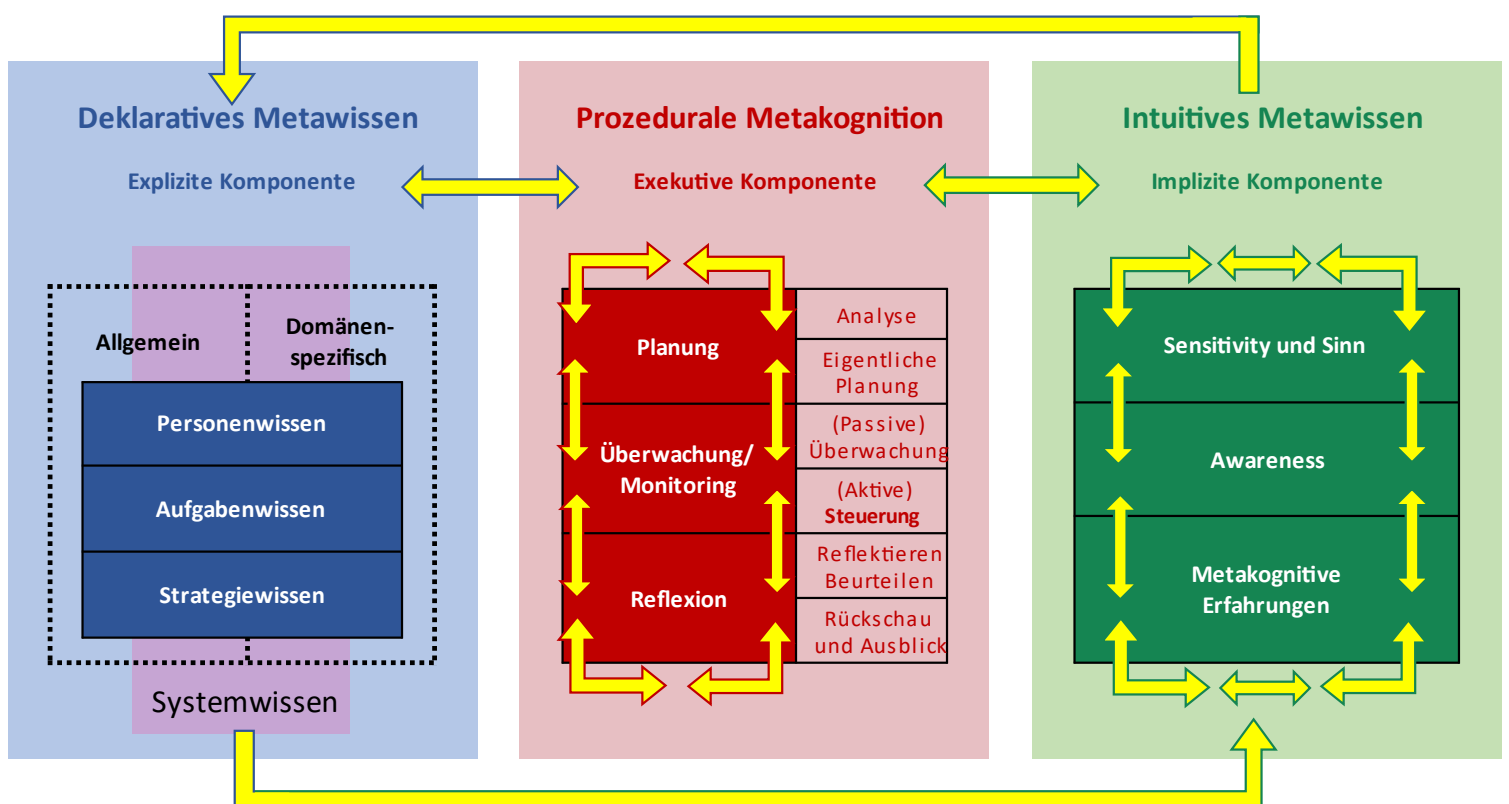 Deklaratives Metawissen
Explizite Komponente
Allgemein
Domänen-
spezifisch
Personenwissen
Aufgabenwissen
Strategiewissen
Systemwissen
Prozedurale Metakognition
Exekutive Komponente
Planung
Überwachung/
Monitoring
Reflexion
Analyse
Eigentliche
Planung
(Passive)
Überwachung
(Aktive)
Steuerung
Reflektieren
Beurteilen
Rückschau
und Ausblick
Intuitives Metawissen
Implizite Komponente
Sensitivity und Sinn
Awareness
Metakognitive
Erfahrungen